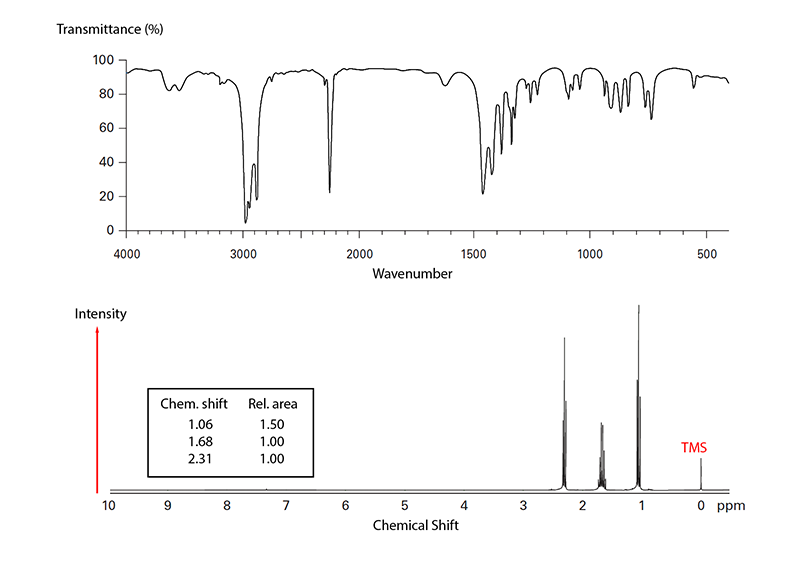 Transmittance (%)
100
80
60
40
20
0
4000 3000 2000 1500 1000 500
Wavenumber
Intensity
Chem. shift Rel. area
1.06 1.50
1.68 1.00
2.31 1.00
TMS
10 9 8 7 6 5 4 3 2 1 0 ppm
Chemical Shift